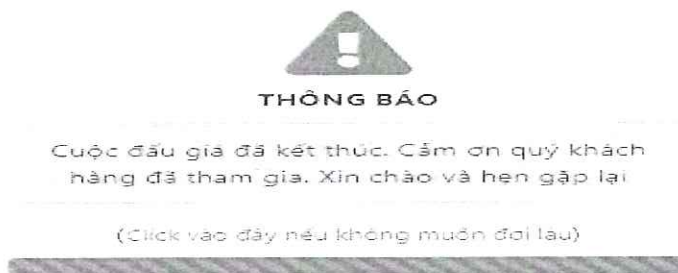 THÔNG BÁO
Cuộc đấu giá đã kết thúc. Cảm ơn quý khách
hàng đã tham gia. Xin chào và hẹn gặp lại
(Click vào đây nếu không muốn đợi lâu)